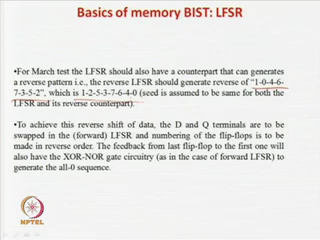 Basics of memory BIST: LFSR
•For March test the LFSR should also have a counterpart that can generates
a reverse pattern i.e., the reverse LFSR should generate reverse of "1-0-4-6-
7-3-5-2", which is 1-2-5-3-7-6-4-0 (seed is assumed to be same for both the
LFSR and its reverse counterpart).
•To achieve this reverse shift of data, the D and Q terminals are to be
swapped in the (forward) LFSR and numbering of the flip-flops is to be
made in reverse order. The feedback from last flip-flop to the first one will
also have the XOR-NOR gate circuitry (as in the case of forward LFSR) to
generate the all-0 sequence.
NPTEL